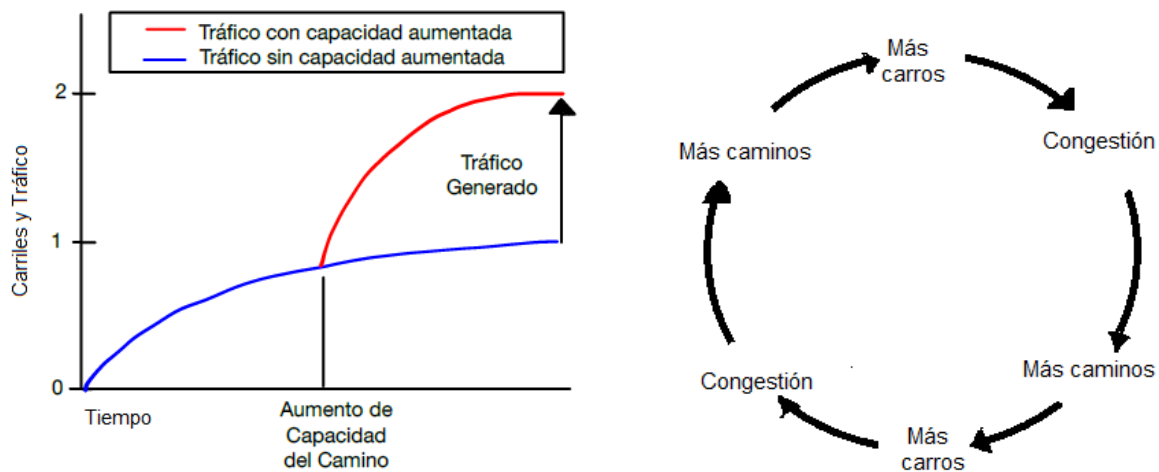 Tráfico con capacidad aumentada
Tráfico sin capacidad aumentada
2
1
0
Carriles y Tráfico
Tráfico
Generado
Tiempo
Aumento de
Capacidad
del Camino
Más
carros
Congestión
Más caminos
Más
carros
Congestión
Más caminos